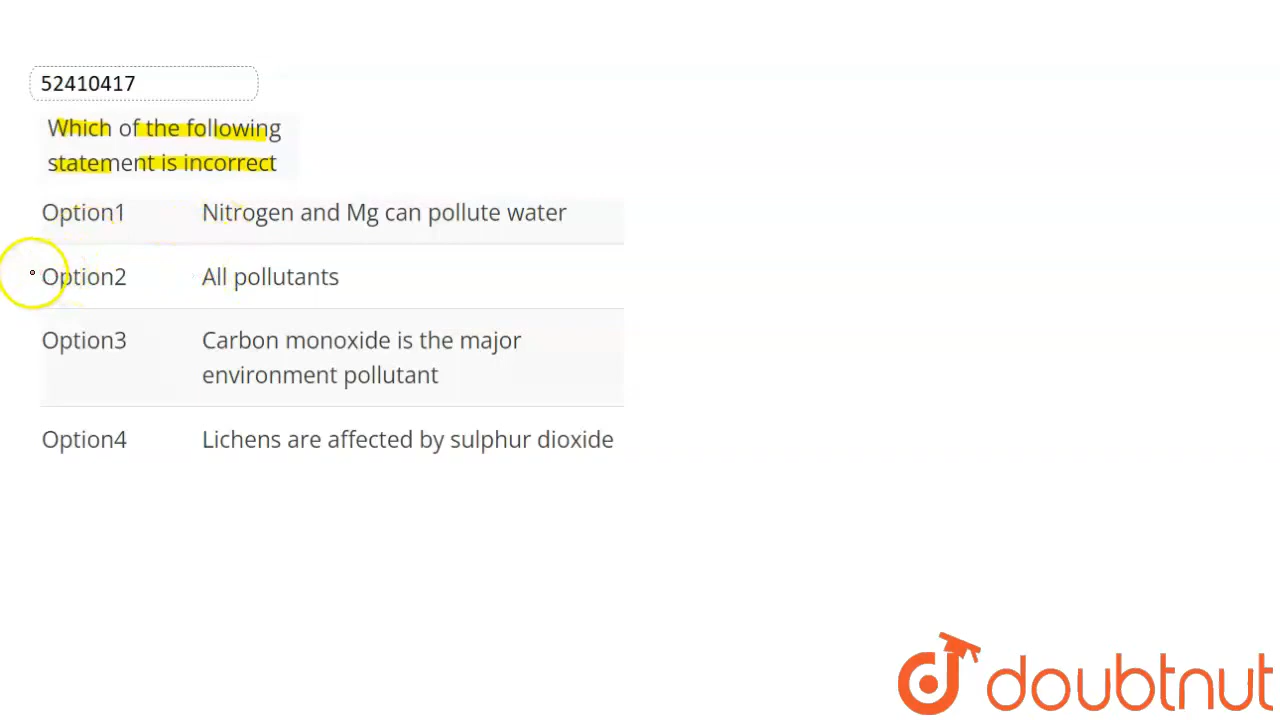 52410417
Which of the following
statement is incorrect
Option1 Nitrogen and Mg can pollute water
Option2 All pollutants
Option3 Carbon monoxide is the major
environment pollutant
Option4 Lichens are affected by sulphur dioxide
doubtnut